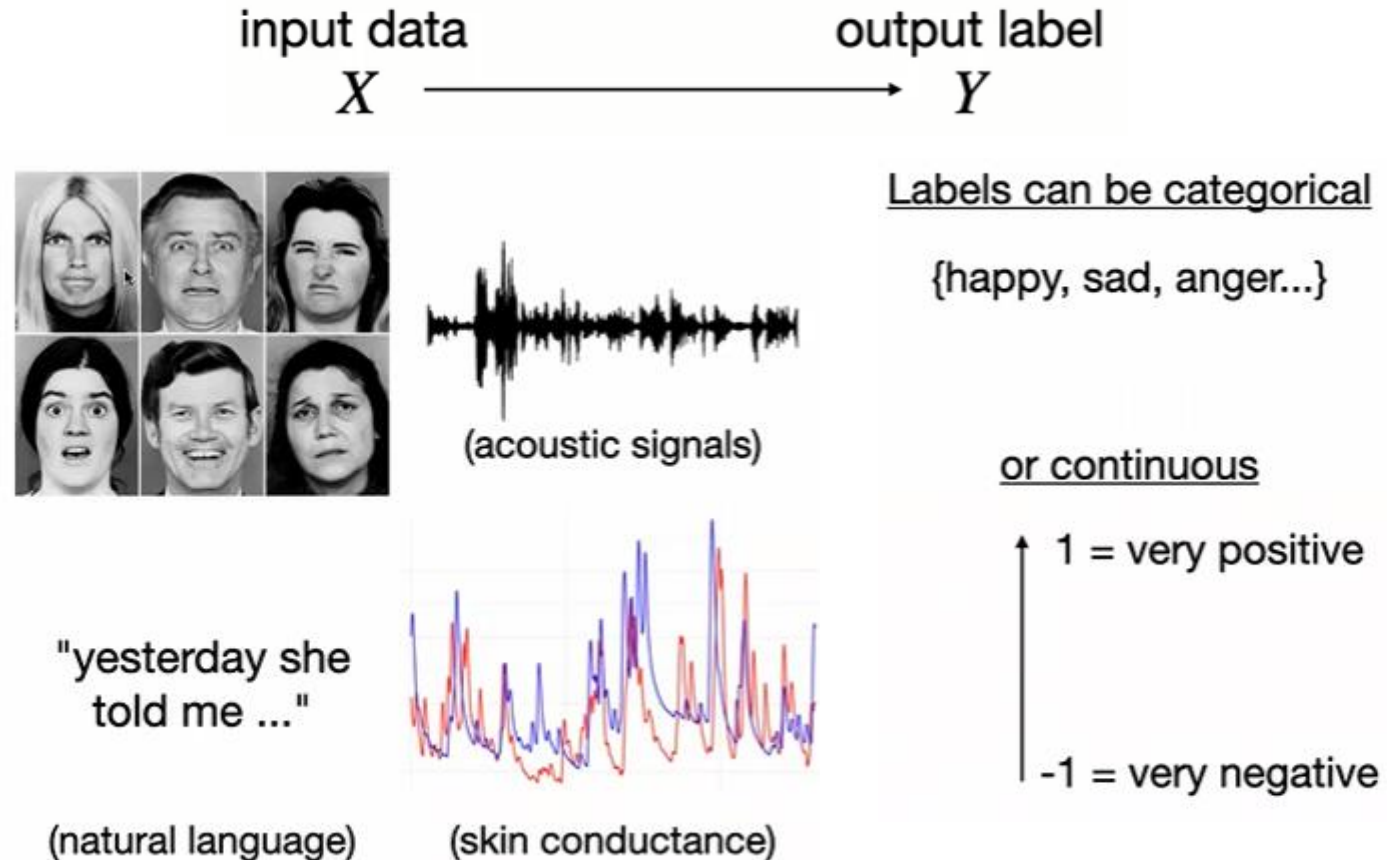 input data
output label
X
Y
(acoustic signals)
"yesterday she
told me ..."
(natural language)
(skin conductance)
Labels can be categorical
{happy, sad, anger...}
or continuous
1 = very positive
-1 = very negative